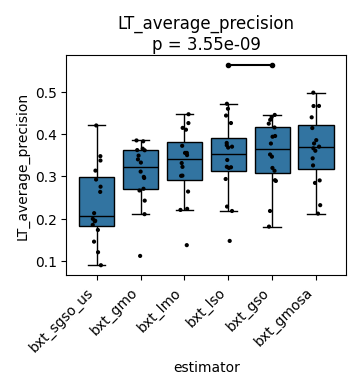 LT_average_precision
p = 3.55e-09
LT_average_precision
0.5
0.4
0.3
0.2
0.1
bxt_sgso_us
bxt_gmo
bxt_lmo
bxt_lso
bxt_gso
bxt_gmosa
estimator